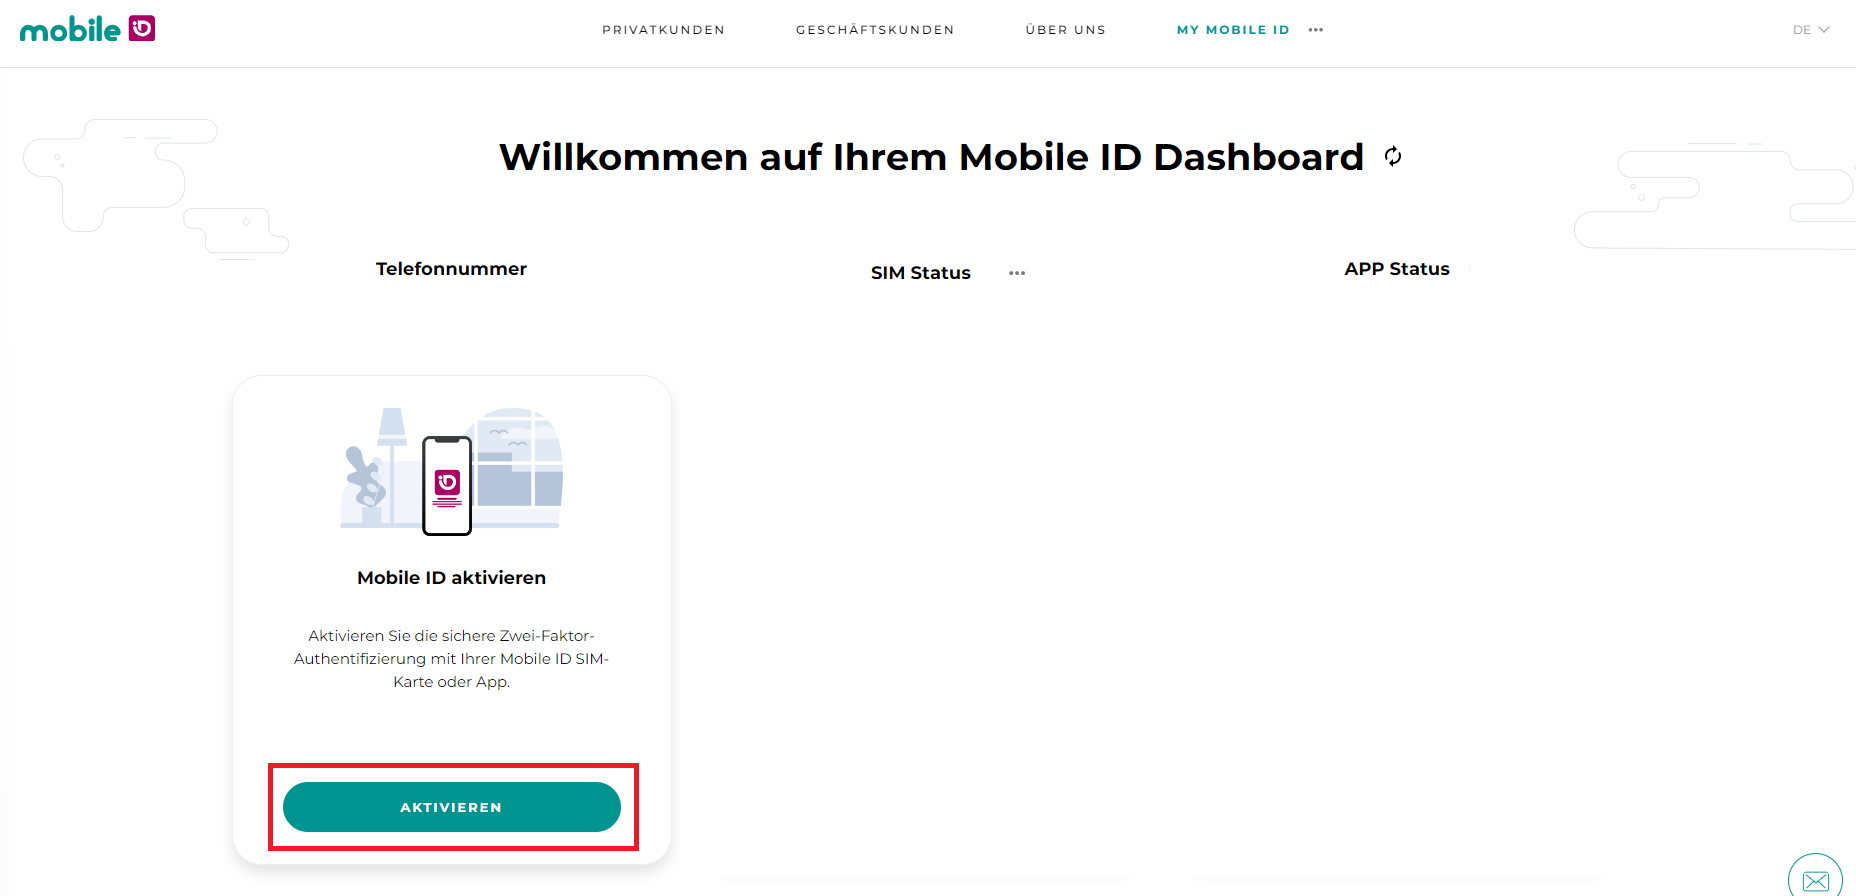 mobile iD
PRIVATKUNDEN
GESCHÄFTSKUNDEN
ÜBER UNS
MY MOBILE ID
DE
Willkommen auf Ihrem Mobile ID Dashboard
Telefonnummer
SIM Status
APP Status
iD
Mobile ID aktivieren
Aktivieren Sie die sichere Zwei-Faktor-
Authentifizierung mit Ihrer Mobile ID SIM-
Karte oder App.
AKTIVIEREN